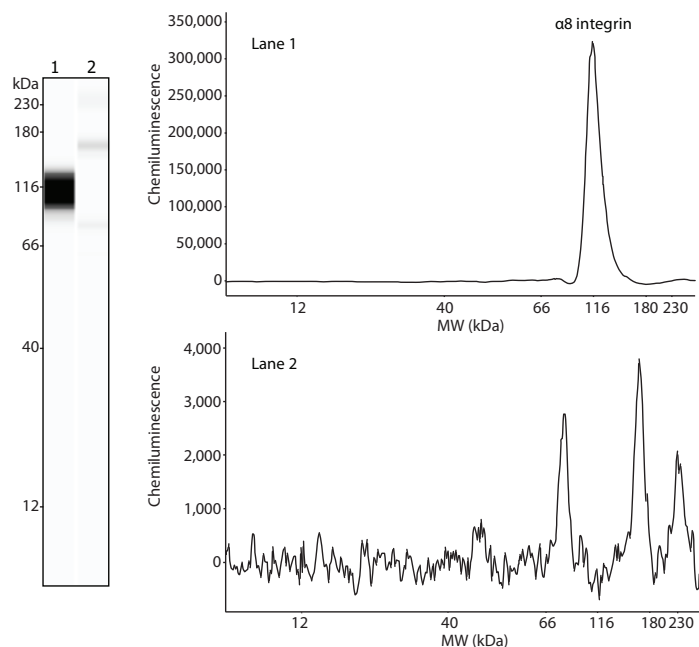 1 2
kDa
230
180
116
66
40
12
350,000
300,000
250,000
200,000
150,000
100,000
50,000
0
Chemiluminescence
Lane 1
α8 integrin
12 40 66 116 180 230
MW (kDa)
4,000
3,000
2,000
1,000
0
Chemiluminescence
Lane 2
12 40 66 116 180 230
MW (kDa)